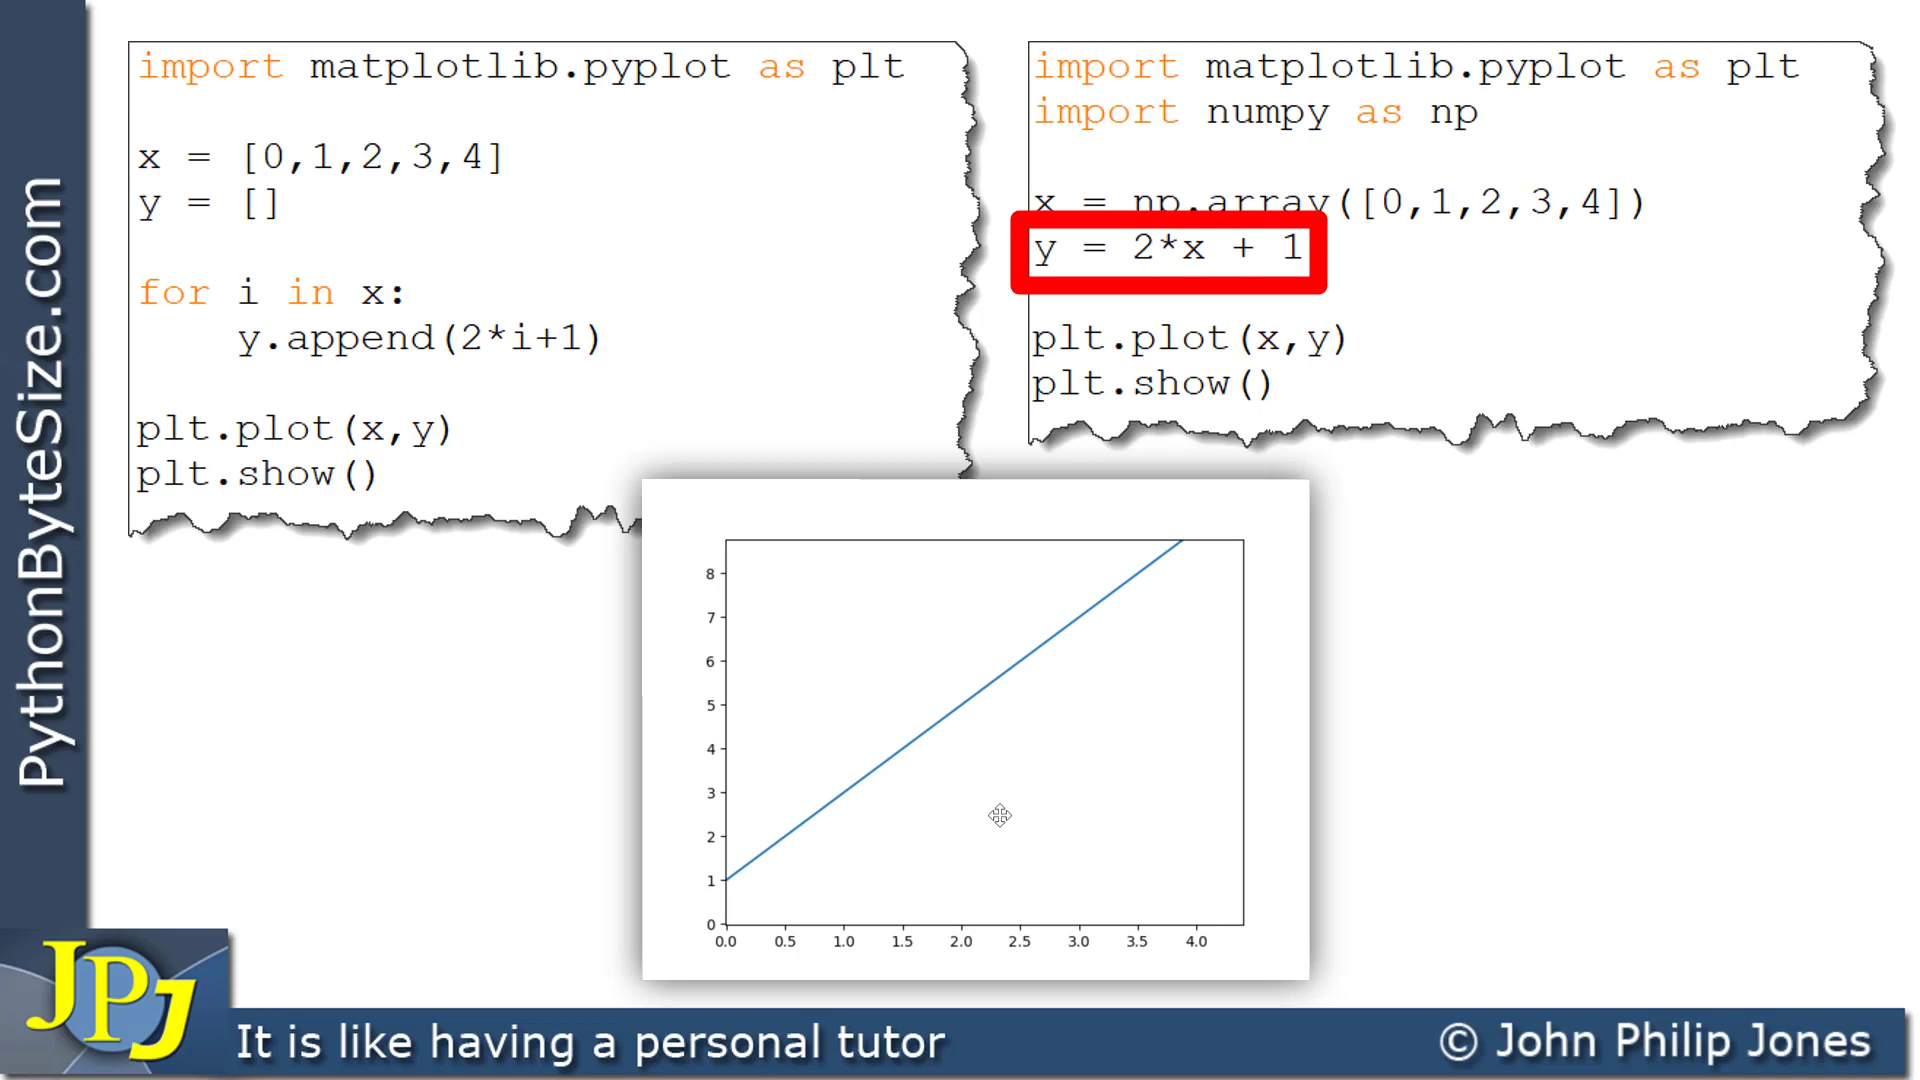 PythonByteSize.com
import matplotlib.pyplot as plt
x = [0,1,2,3,4]
y = []
for i in x:
    y.append(2*i+1)
plt.plot(x,y)
plt.show()
import matplotlib.pyplot as plt
import numpy as np
x = np.array([0,1,2,3,4])
y = 2*x + 1
plt.plot(x,y)
plt.show()
8
7
6
5
4
3
2
1
0
0.0 0.5 1.0 1.5 2.0 2.5 3.0 3.5 4.0
JPJ
It is like having a personal tutor
© John Philip Jones